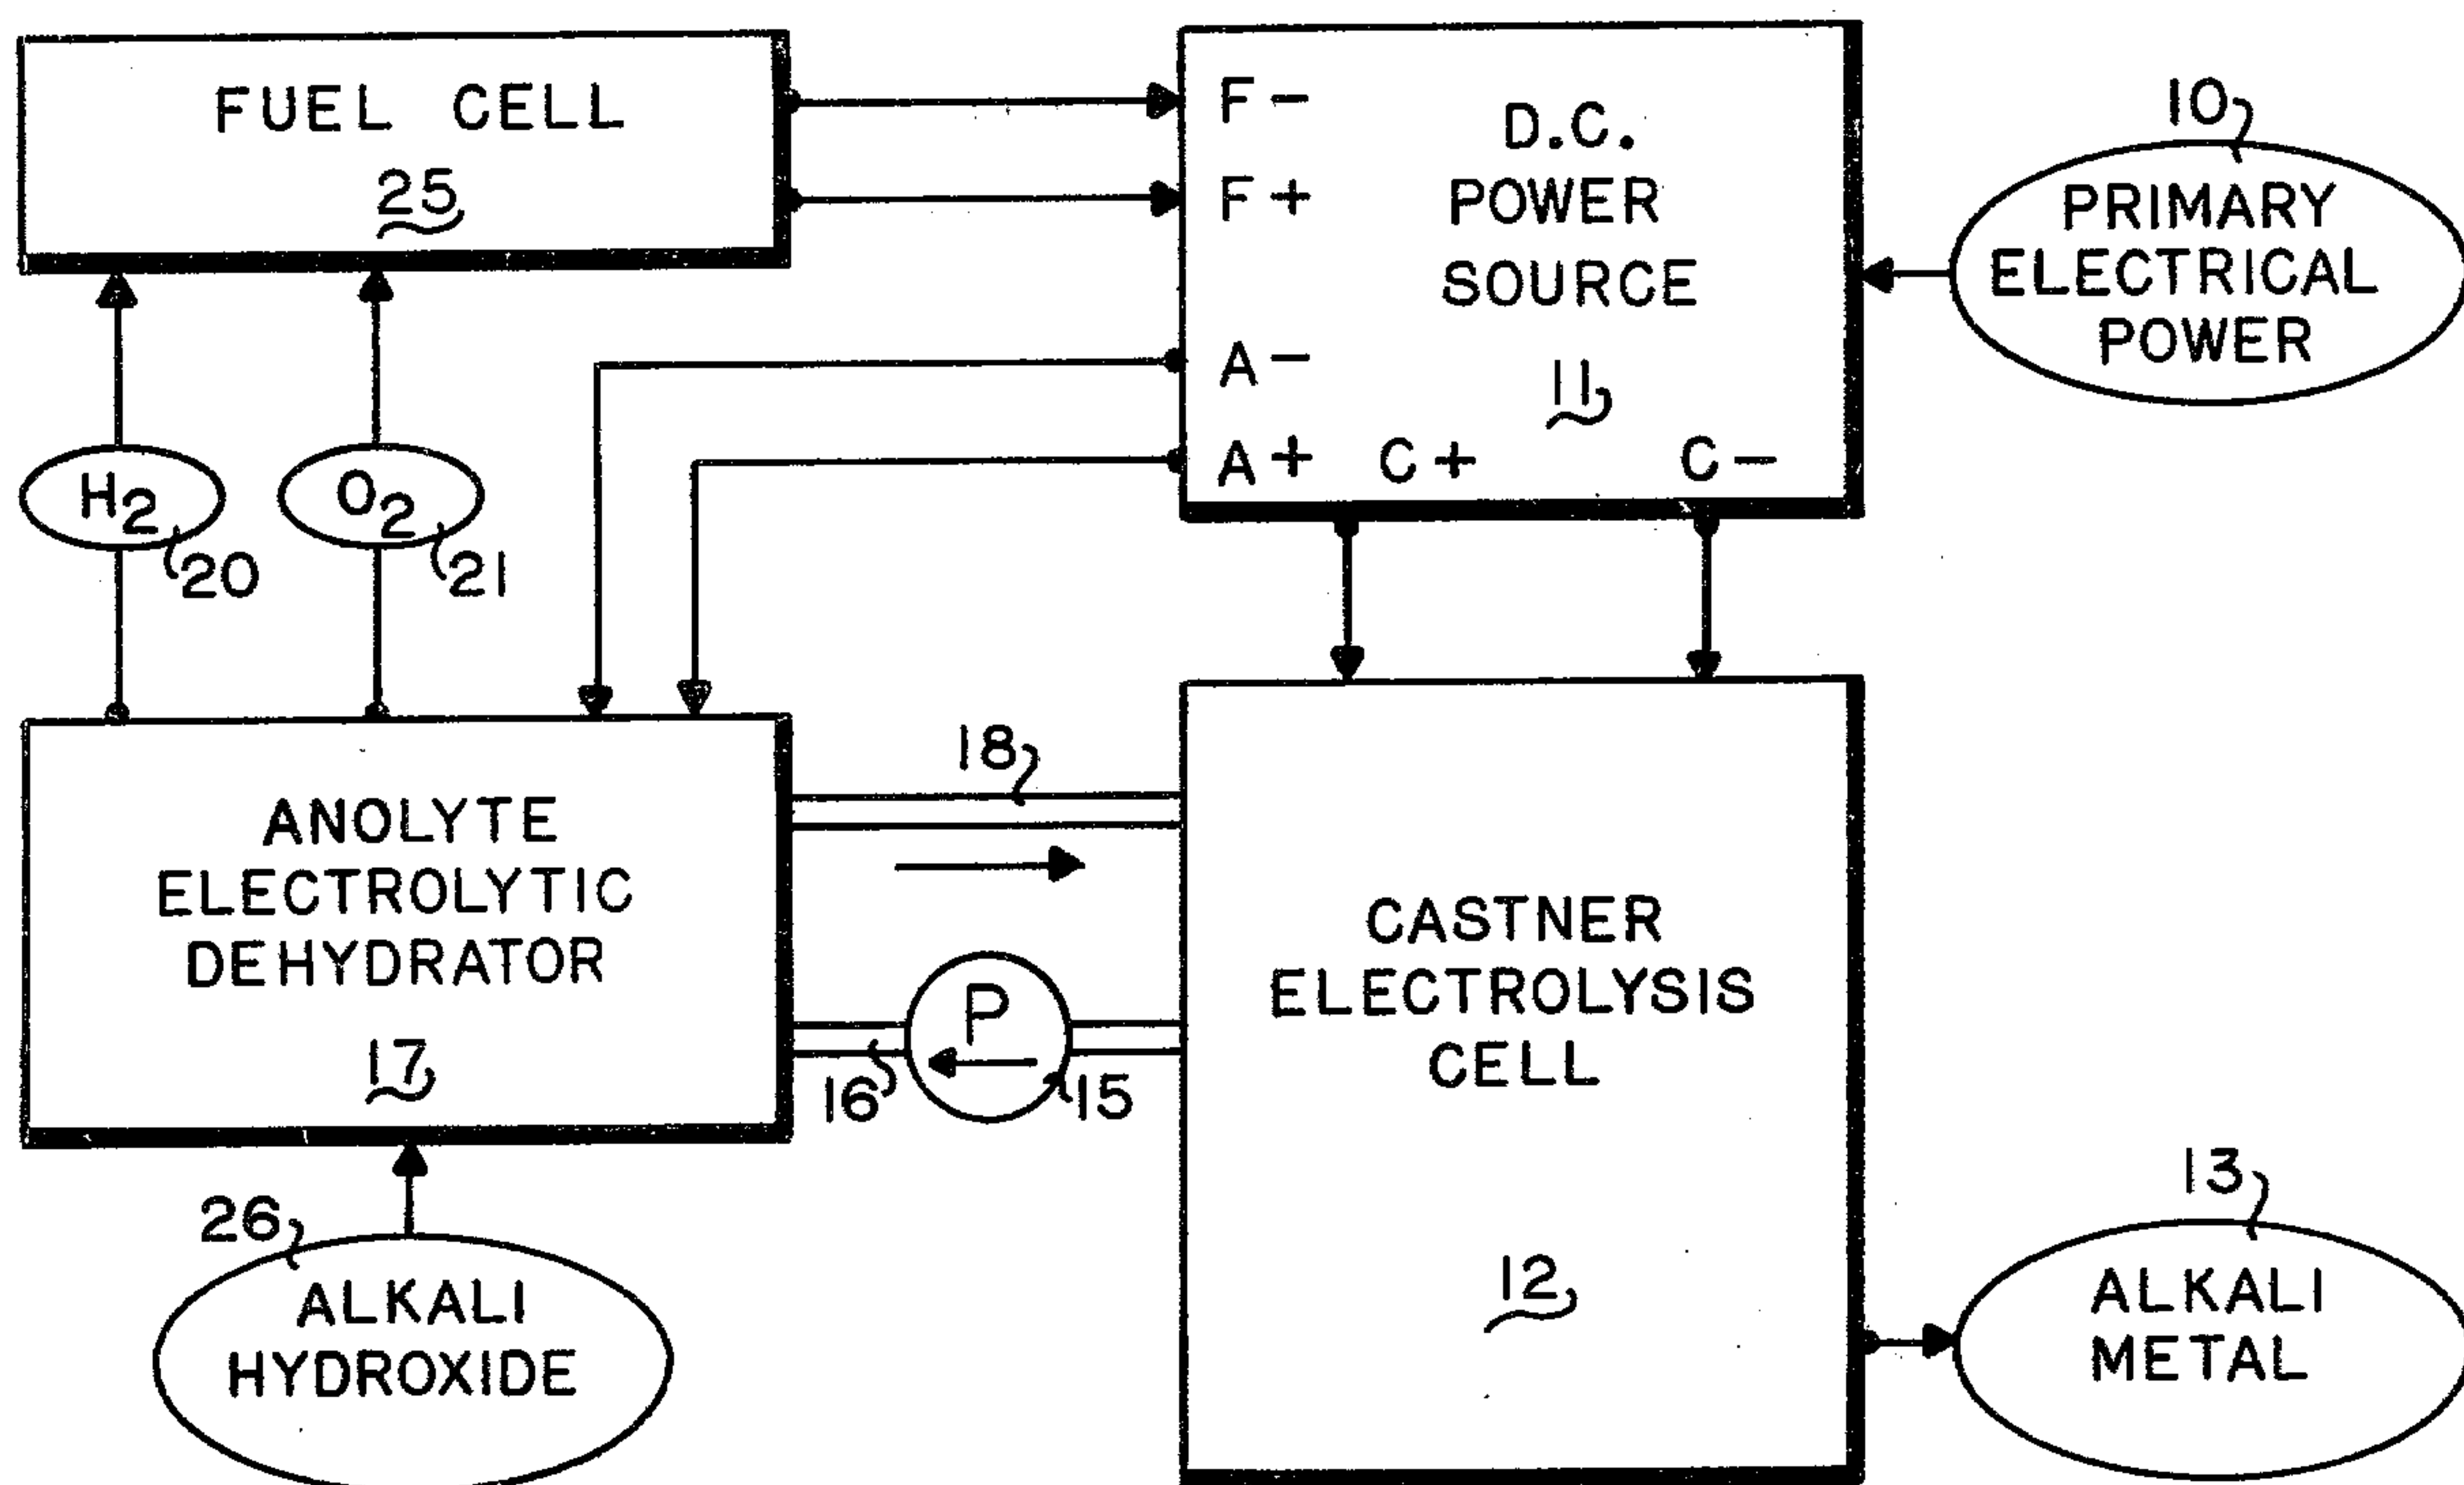 FUEL CELL
25
F-
F+
A-
A+
C+
C-
D.C.
POWER
SOURCE
11
10
PRIMARY
ELECTRICAL
POWER
H2
20
O2
21
ANOLYTE
ELECTROLYTIC
DEHYDRATOR
17
18
16
P
15
CASTNER
ELECTROLYSIS
CELL
12
26
ALKALI
HYDROXIDE
13
ALKALI
METAL